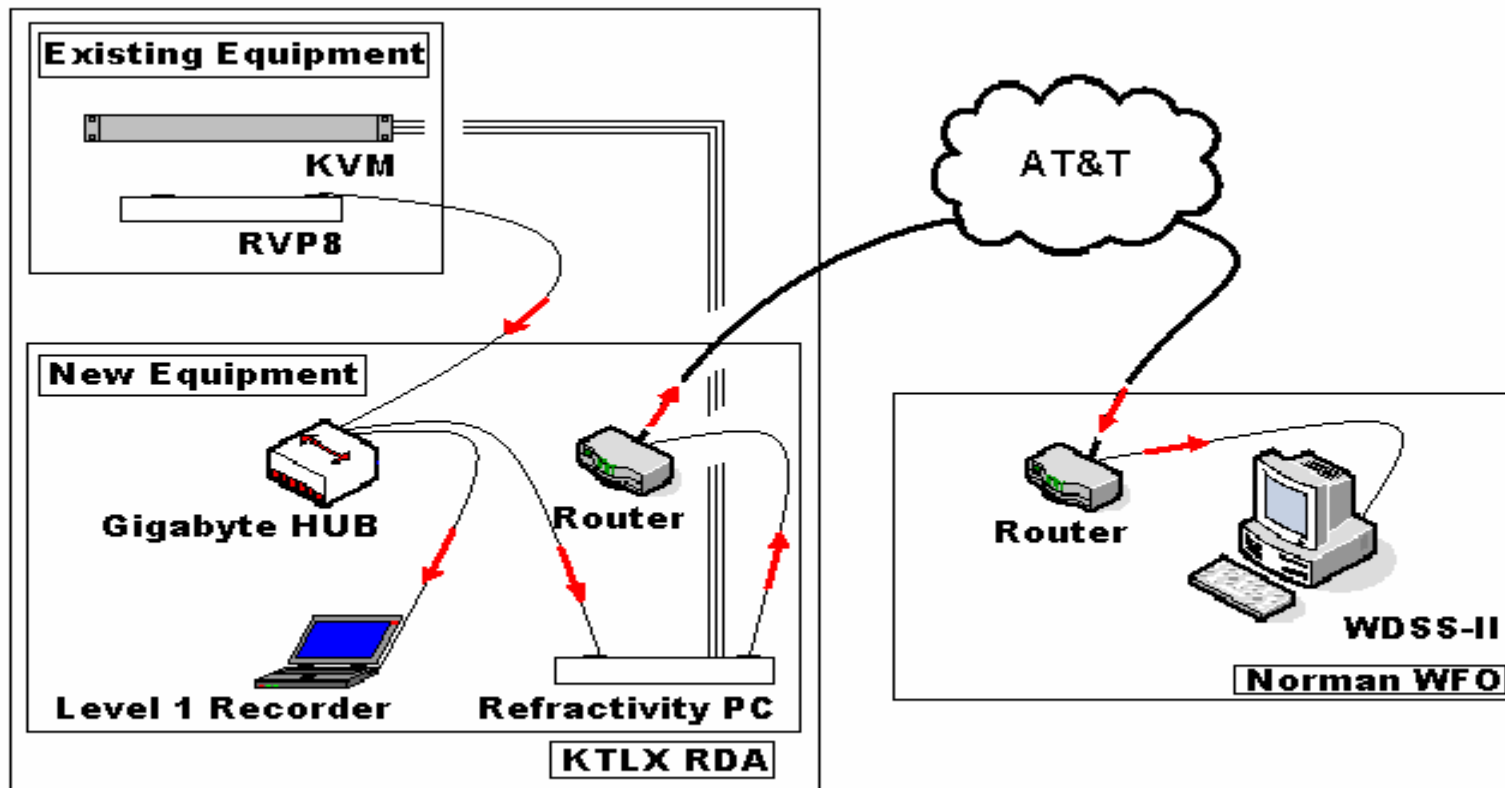 Existing Equipment
KVM
RVP8
AT&T
New Equipment
Gigabyte HUB
Router
Level 1 Recorder
Refractivity PC
KTLX RDA
Router
WDSS-II
Norman WFO